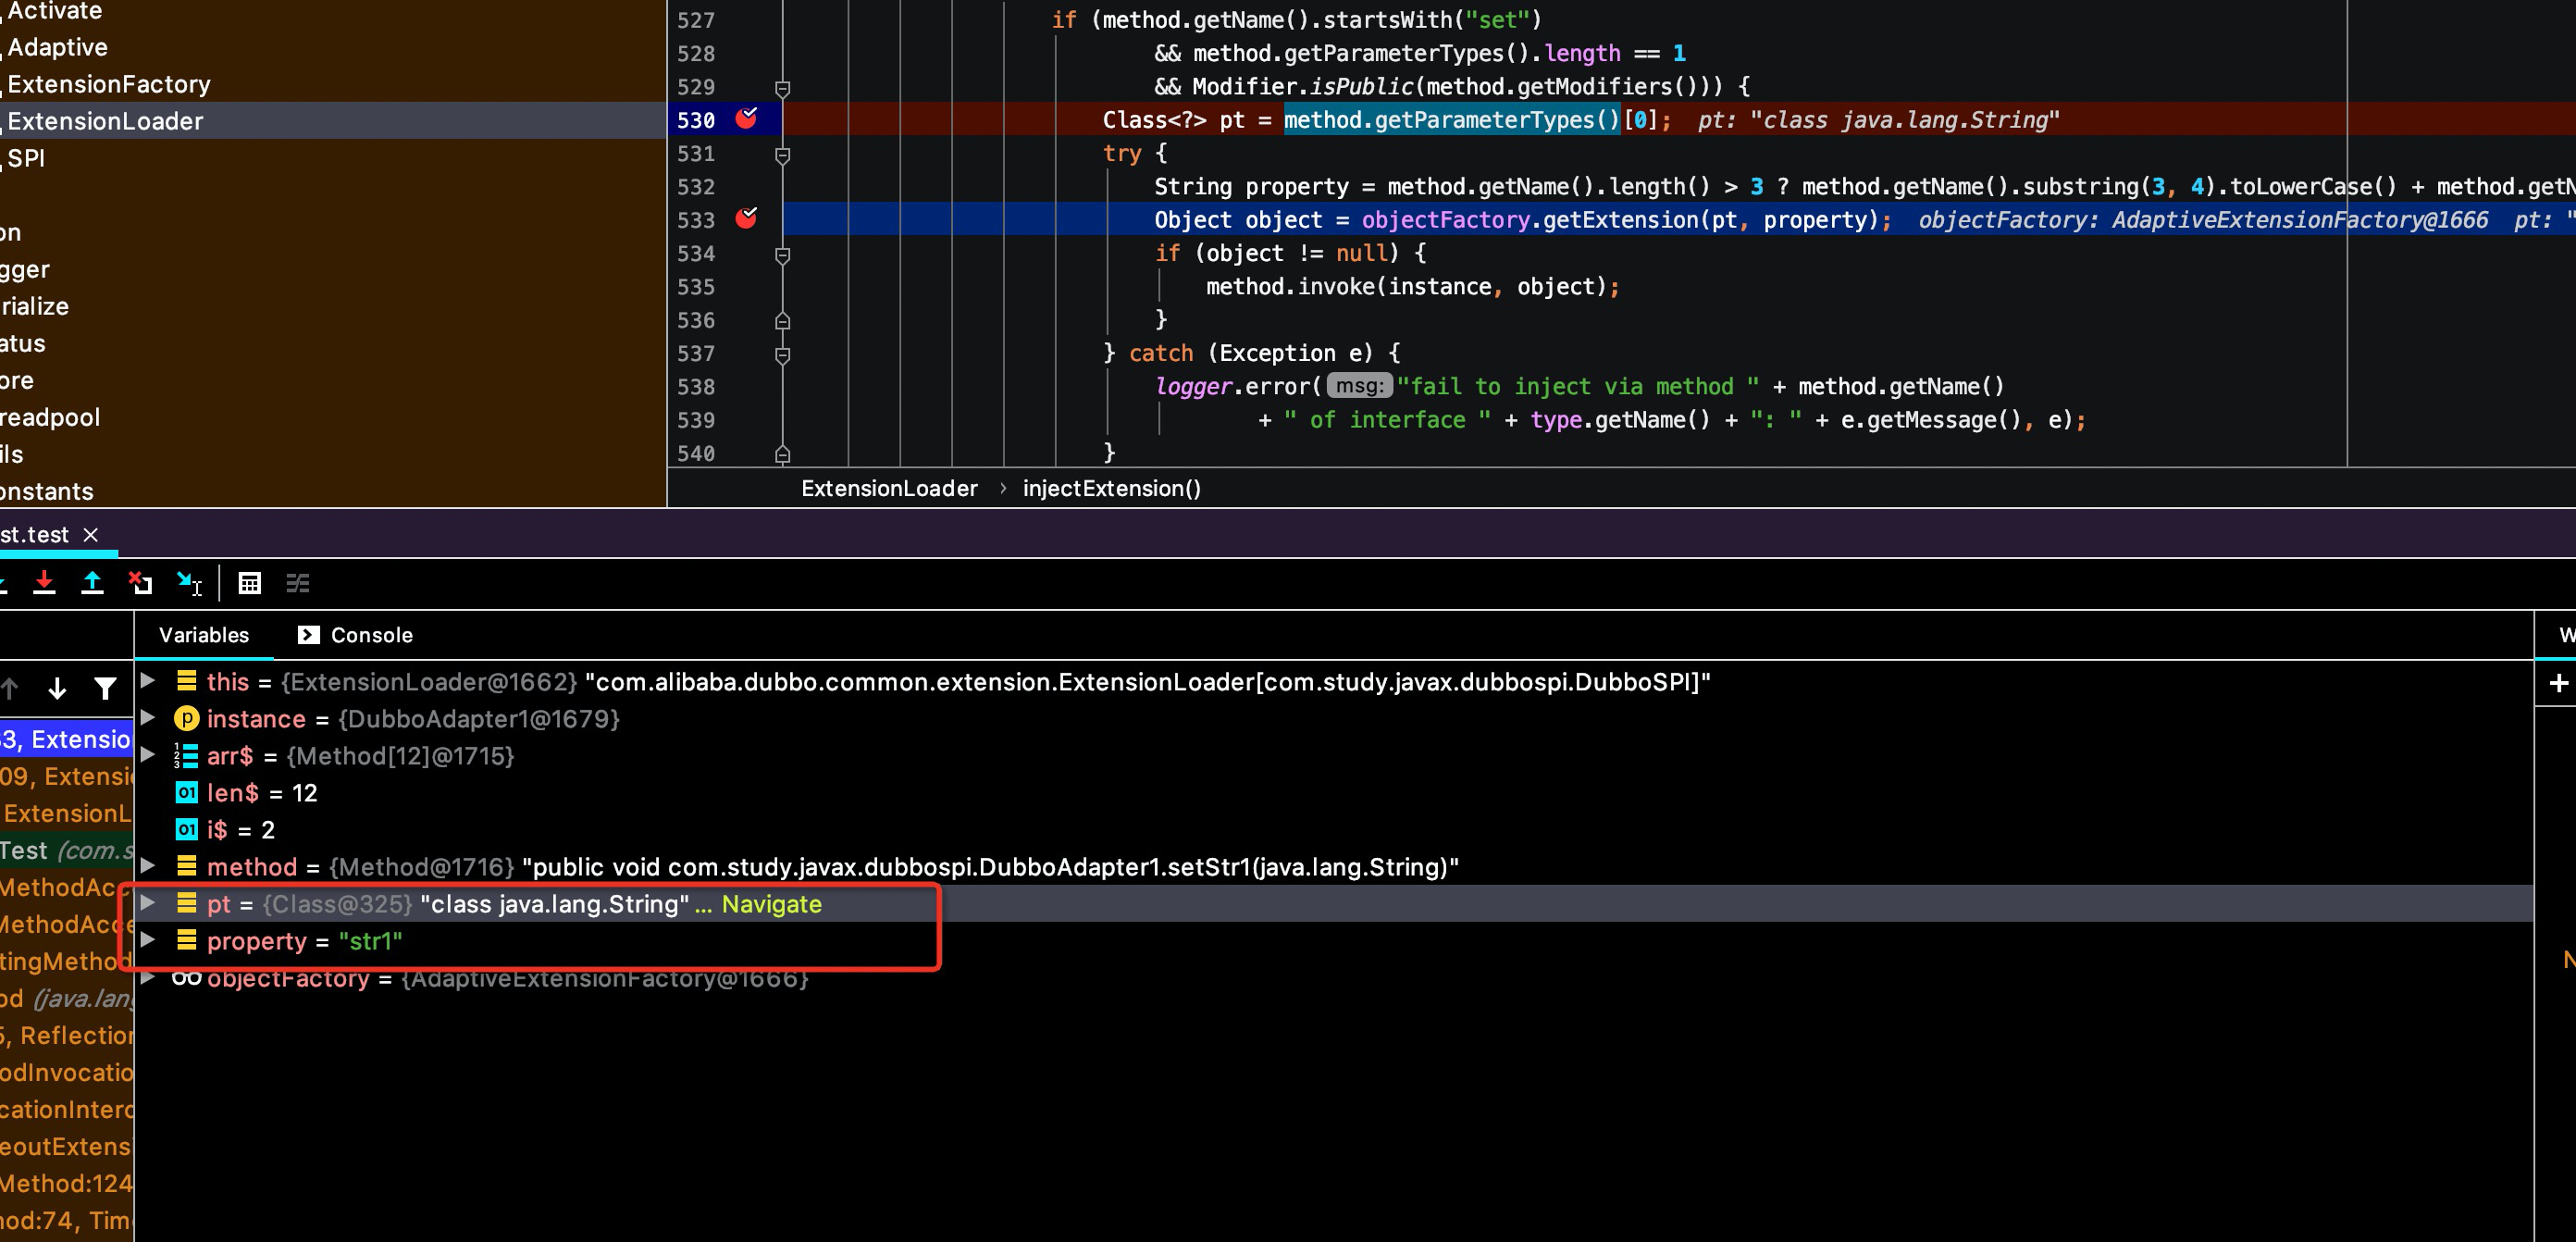 Activate
Adaptive
ExtensionFactory
ExtensionLoader
SPI
on
gger
rialize
atus
ore
readpool
ils
onstants
527 if (method.getName().startsWith("set")
528 && method.getParameterTypes().length == 1
529 && Modifier.isPublic(method.getModifiers())) {
530 Class<?> pt = method.getParameterTypes()[0]; pt: "class java.lang.String"
531 try {
532 String property = method.getName().length() > 3 ? method.getName().substring(3, 4).toLowerCase() + method.getN
533 Object object = objectFactory.getExtension(pt, property); objectFactory: AdaptiveExtensionFactory@1666 pt: "
534 if (object != null) {
535 method.invoke(instance, object);
536 }
537 } catch (Exception e) {
538 logger.error( msg: "fail to inject via method " + method.getName()
539 + " of interface " + type.getName() + ": " + e.getMessage(), e);
540 }
ExtensionLoader › injectExtension()
st.test ×
Variables Console
W
3, Extensio
09, Extensi
ExtensionL
Test (com.s
MethodAcc
MethodAcce
tingMethod
od (java.lang
5, Reflection
odInvocatio
cationInterc
eoutExtens
Method:124
nod:74, Tim
this = {ExtensionLoader@1662} "com.alibaba.dubbo.common.extension.ExtensionLoader[com.study.javax.dubbospi.DubboSPI]"
instance = {DubboAdapter1@1679}
arr$ = {Method[12]@1715}
len$ = 12
i$ = 2
method = {Method@1716} "public void com.study.javax.dubbospi.DubboAdapter1.setStr1(java.lang.String)"
pt = {Class@325} "class java.lang.String" ... Navigate
property = "str1"
objectFactory = {AdaptiveExtensionFactory@1666}
N